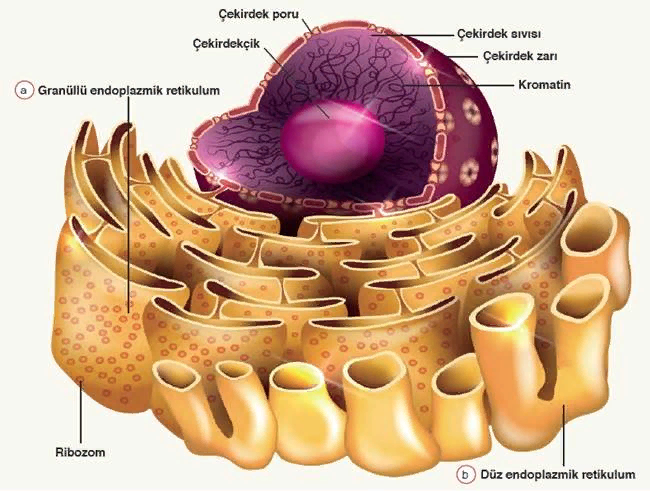 Çekirdek poru
Çekirdek sıvısı
Çekirdekçik
Çekirdek zarı
Kromatin
a Granüllü endoplazmik retikulum
Ribozom
b Düz endoplazmik retikulum